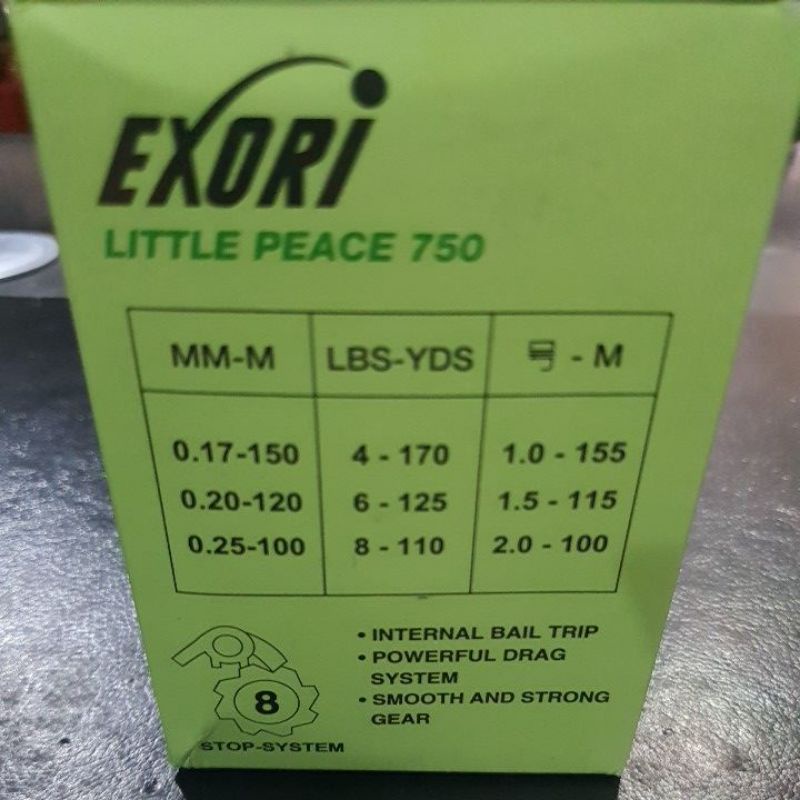 EXORI
LITTLE PEACE 750
MM-M LBS-YDS 号 - M
0.17-150 4 - 170 1.0 - 155
0.20-120 6 - 125 1.5 - 115
0.25-100 8 - 110 2.0 - 100
• INTERNAL BAIL TRIP
• POWERFUL DRAG
SYSTEM
• SMOOTH AND STRONG
GEAR
8
STOP-SYSTEM